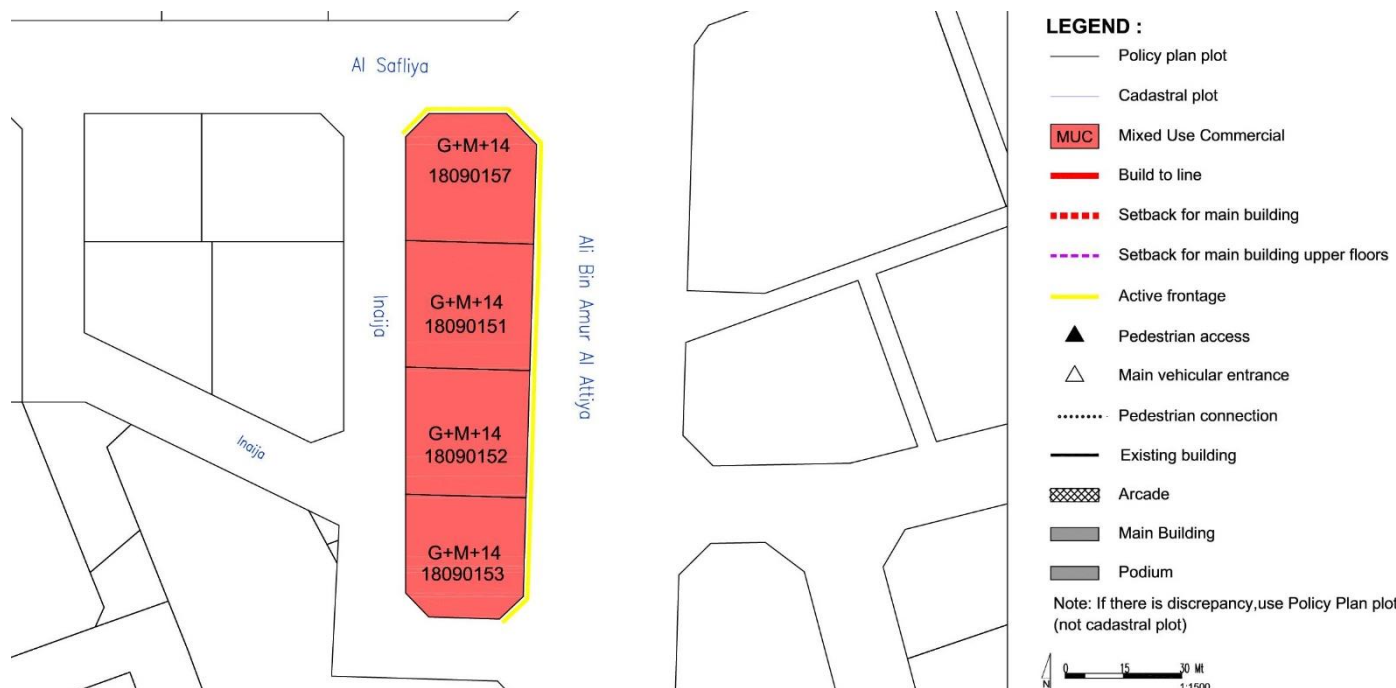 Al Safliya
G+M+14
18090157
Inaija
G+M+14
18090151
Ali Bin Amur Al Attiya
G+M+14
18090152
Inaija
G+M+14
18090153
LEGEND :
Policy plan plot
Cadastral plot
MUC Mixed Use Commercial
Build to line
Setback for main building
Setback for main building upper floors
Active frontage
Pedestrian access
Main vehicular entrance
Pedestrian connection
Existing building
Arcade
Main Building
Podium
Note: If there is discrepancy,use Policy Plan plot
(not cadastral plot)
N
0 15 30 Mt
1:1500